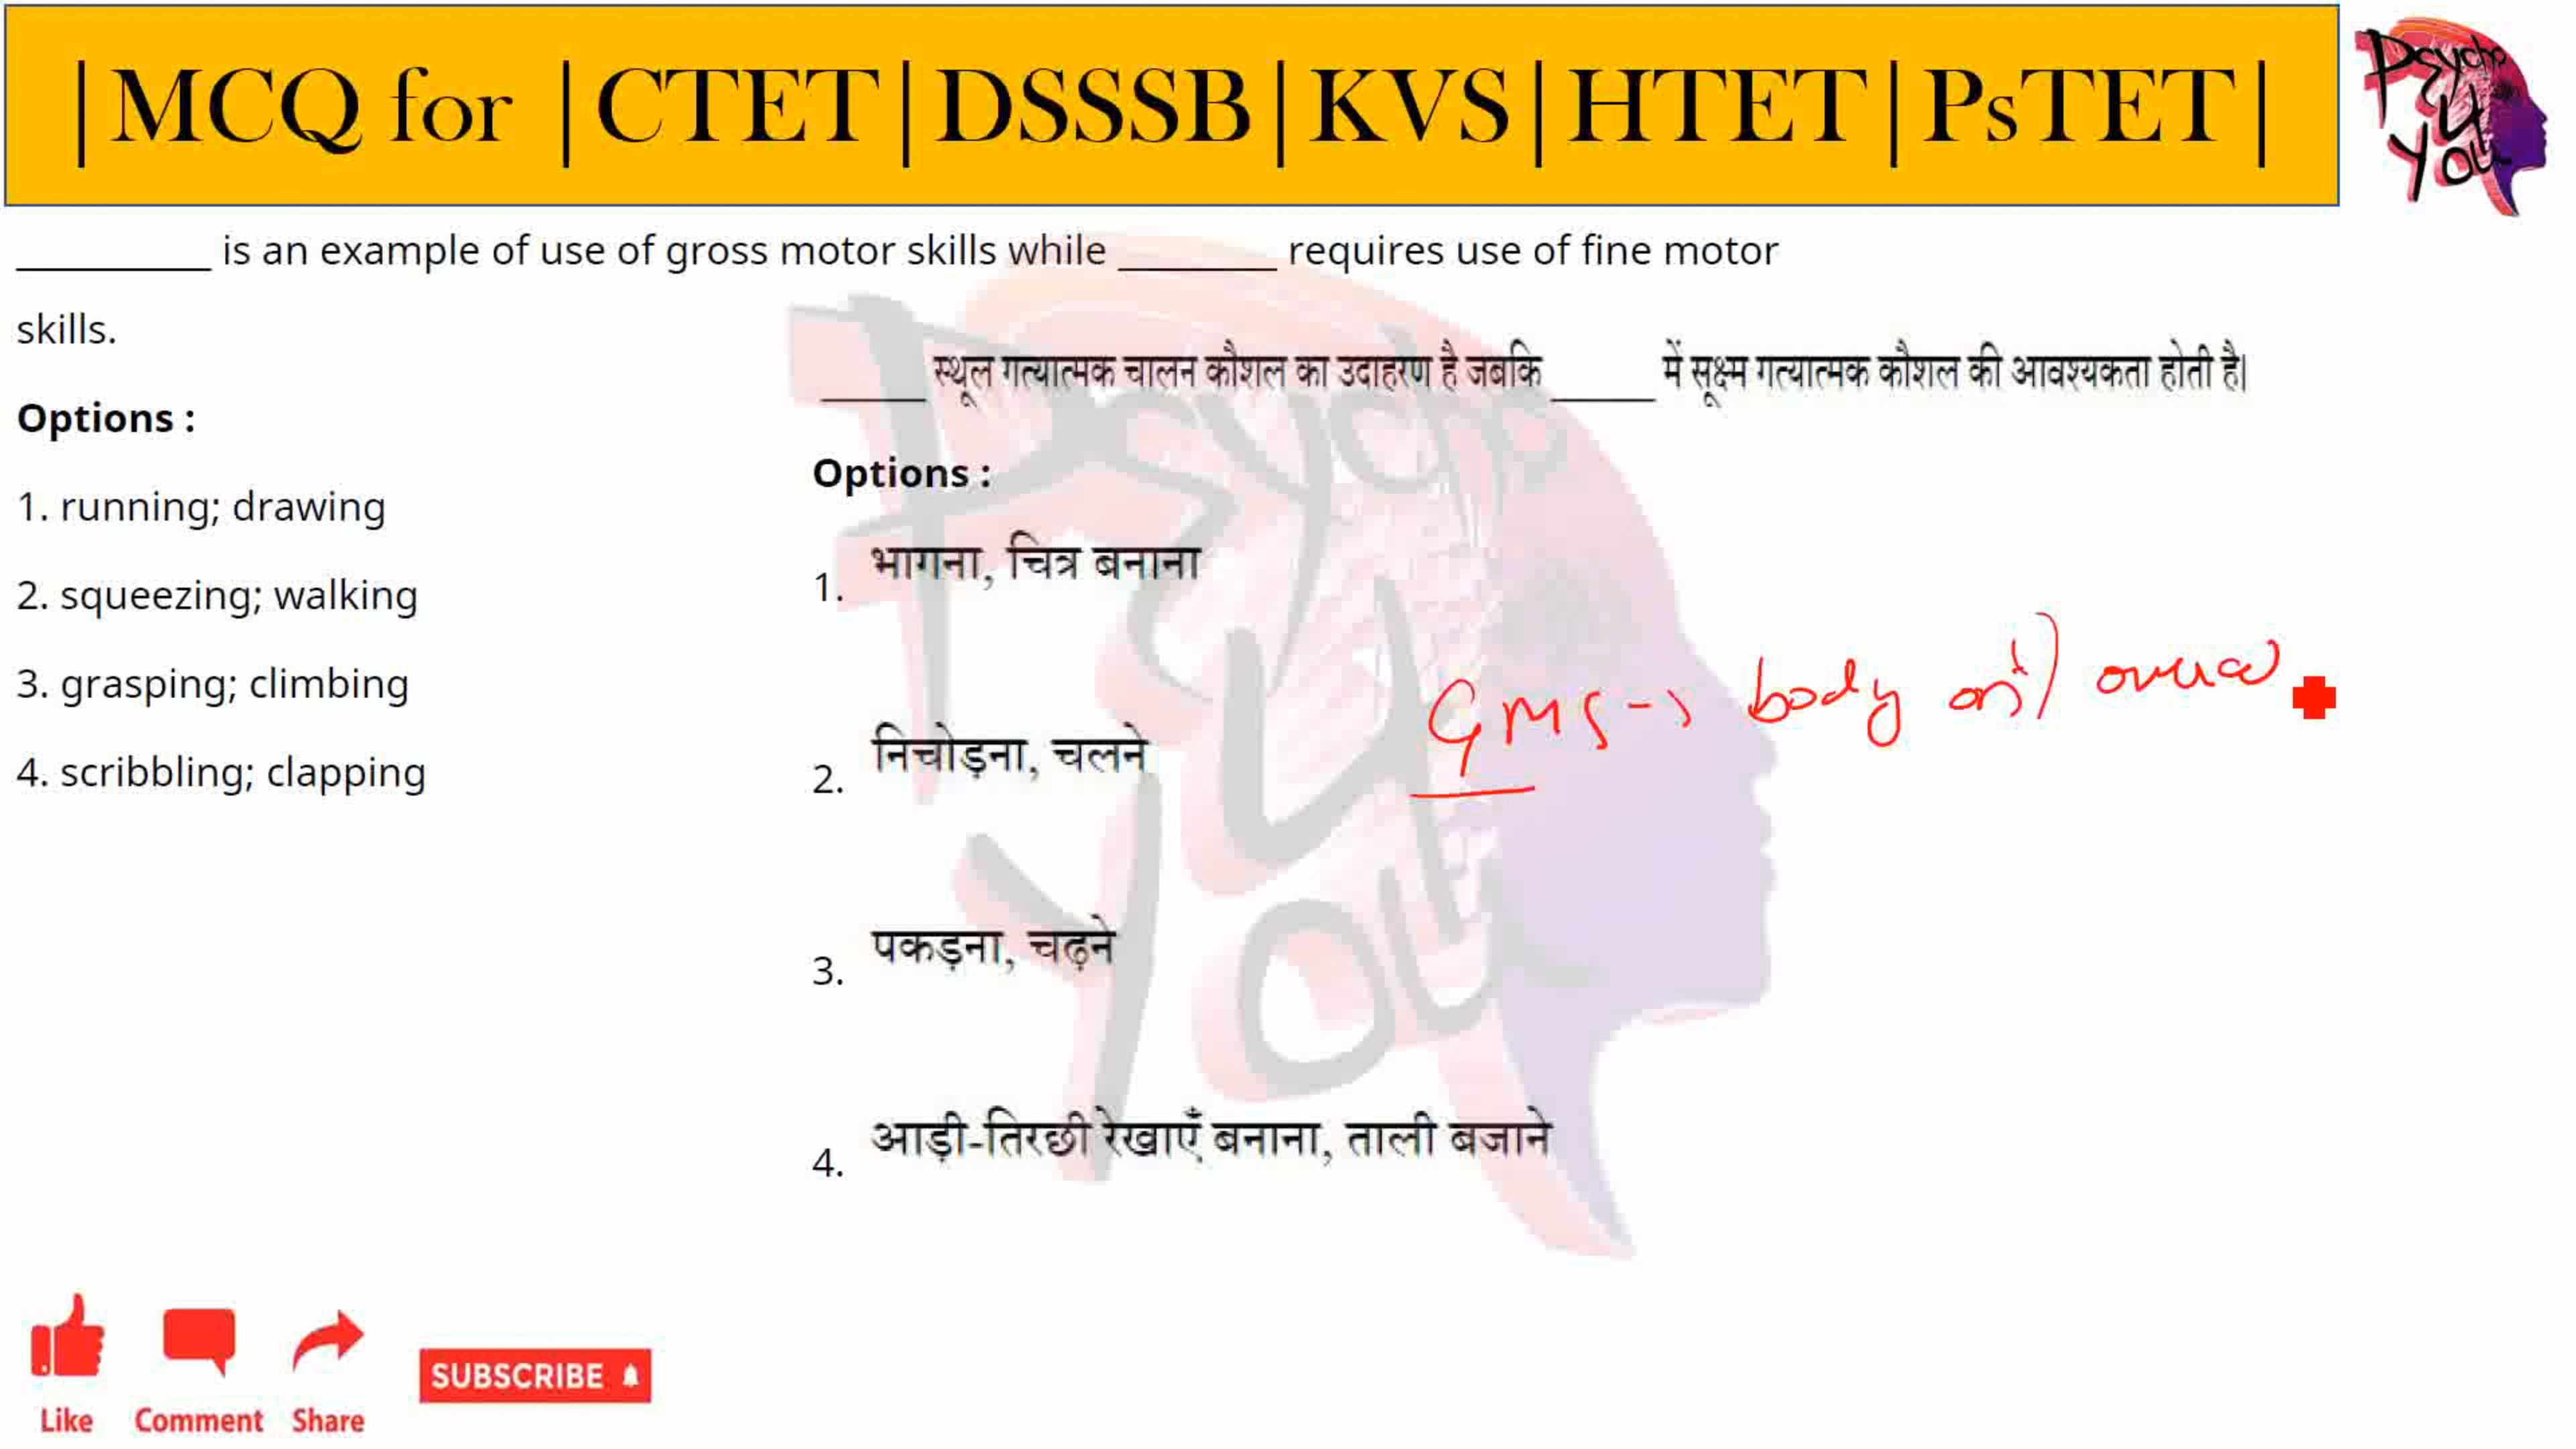 |MCQ for |CTET|DSSSB|KVS|HTET|PsTET|
Psycho
4
You
__________ is an example of use of gross motor skills while ________ requires use of fine motor
skills.
Options :
1. running; drawing
2. squeezing; walking
3. grasping; climbing
4. scribbling; clapping
_____ स्थूल गत्यात्मक चालन कौशल का उदाहरण है जबकि _____ में सूक्ष्म गत्यात्मक कौशल की आवश्यकता होती है।
Options :
1. भागना, चित्र बनाना
2. निचोड़ना, चलने
3. पकड़ना, चढ़ने
4. आड़ी-तिरछी रेखाएँ बनाना, ताली बजाने
GMS → body
Like
Comment
Share
SUBSCRIBE